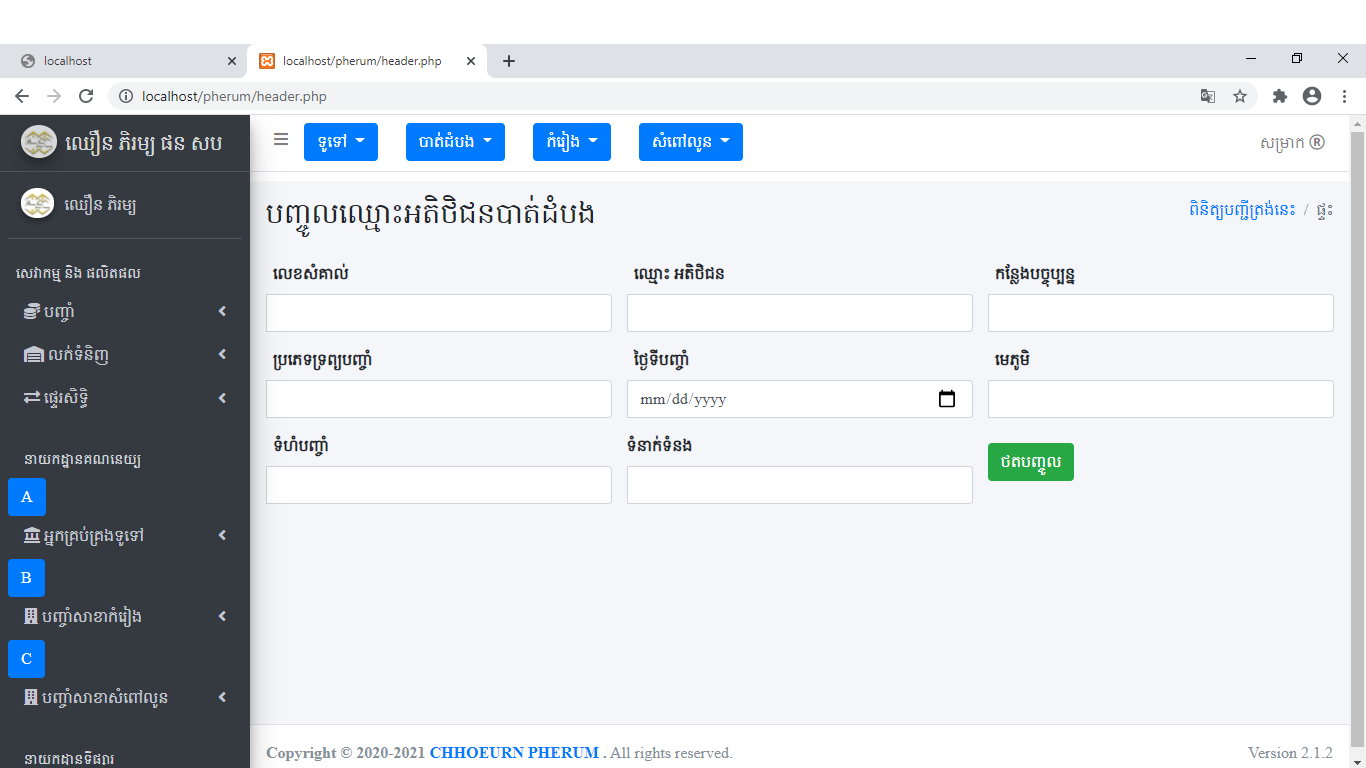 localhost
localhost/pherum/header.php
localhost/pherum/header.php
ឈឿន ភិរម្យ ផន សប
ទូទៅ
បាត់ដំបង
កំរៀង
សំពៅលូន
សម្រាក ®
ឈឿន ភិរម្យ
បញ្ចូលឈ្មោះអតិថិជនបាត់ដំបង
ពិនិត្យបញ្ជីត្រង់នេះ / ផ្ទះ
សេវាកម្ម និង ផលិតផល
បញ្ចាំ
លក់ទំនិញ
ផ្ទេរសិទ្ធិ
នាយកដ្ឋានគណនេយ្យ
A
អ្នកគ្រប់គ្រងទូទៅ
B
បញ្ចាំសាខាកំរៀង
C
បញ្ចាំសាខាសំពៅលូន
នាយកដ្ឋានទីផ្សារ
លេខសំគាល់
ឈ្មោះ អតិថិជន
កន្លែងបច្ចុប្បន្ន
ប្រភេទទ្រព្យបញ្ចាំ
ថ្ងៃទីបញ្ចាំ
មេភូមិ
mm/dd/yyyy
ទំហំបញ្ចាំ
ទំនាក់ទំនង
ថតបញ្ចូល
Copyright © 2020-2021 CHHOEURN PHERUM . All rights reserved.
Version 2.1.2